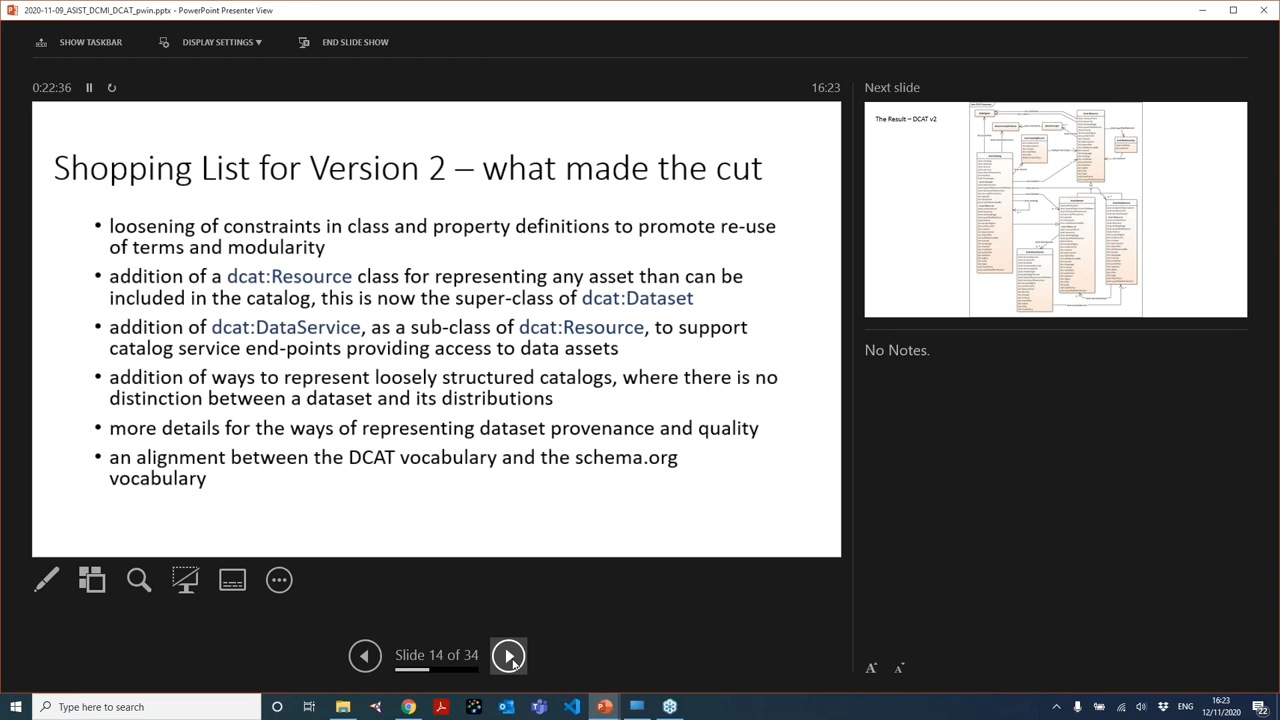 2020-11-09_ASIST_DCMI_DCAT_pwin.pptx - PowerPoint Presenter View
SHOW TASKBAR
DISPLAY SETTINGS
END SLIDE SHOW
0:22:36
16:23
Shopping List for Version 2 – what made the cut
• loosening of constraints in class and property definitions to promote re-use
of terms and modularity
• addition of a dcat:Resource class for representing any asset than can be
included in the catalog, this is now the super-class of dcat:Dataset
• addition of dcat:DataService, as a sub-class of dcat:Resource, to support
catalog service end-points providing access to data assets
• addition of ways to represent loosely structured catalogs, where there is no
distinction between a dataset and its distributions
• more details for the ways of representing dataset provenance and quality
• an alignment between the DCAT vocabulary and the schema.org
vocabulary
Slide 14 of 34
Next slide
The Result – DCAT v2
No Notes.
A A
Type here to search
ENG
16:23
12/11/2020
22